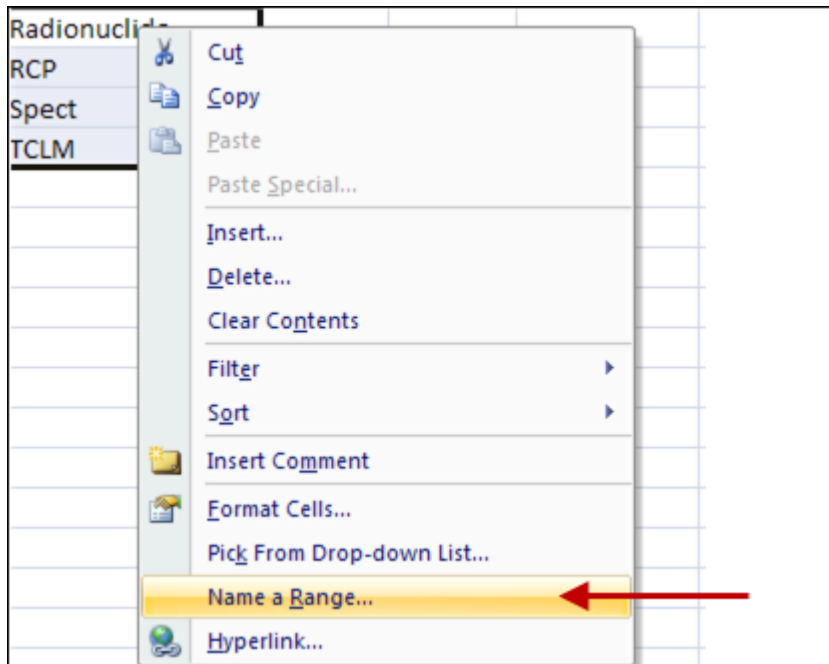 Radionuclide
RCP
Spect
TCLM
Cut
Copy
Paste
Paste Special...
Insert...
Delete...
Clear Contents
Filter
Sort
Insert Comment
Format Cells...
Pick From Drop-down List...
Name a Range...
Hyperlink...